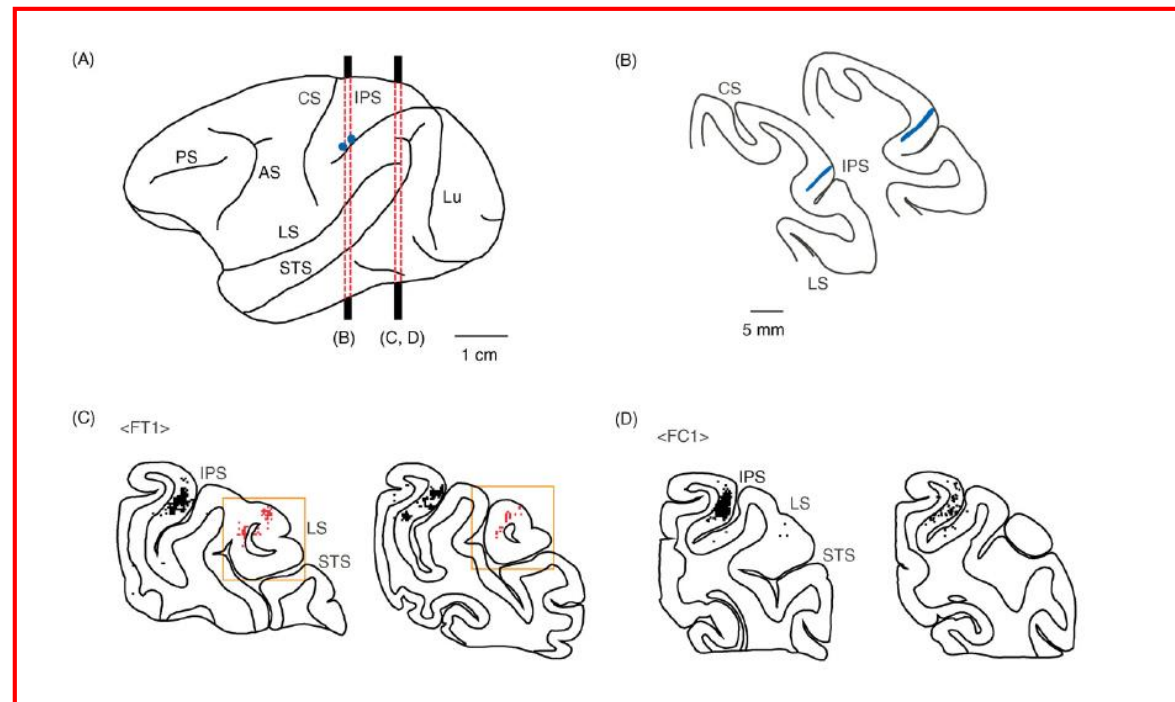 (A)
CS
IPS
PS
AS
Lu
LS
STS
(B)
(C, D)
1 cm
(B)
CS
IPS
LS
5 mm
(C)
<FT1>
IPS
LS
STS
(D)
<FC1>
IPS
LS
STS